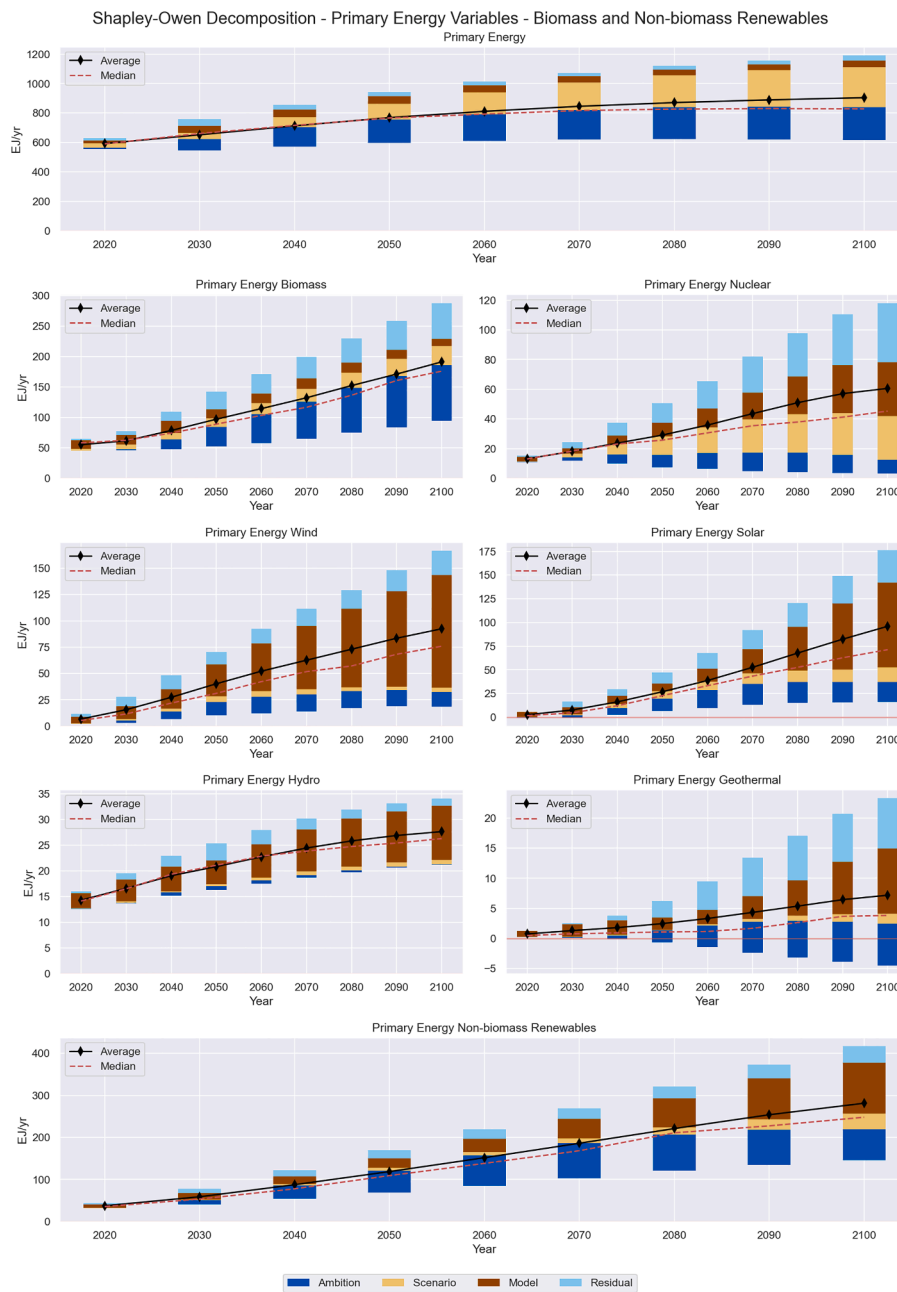 Shapley-Owen Decomposition - Primary Energy Variables - Biomass and Non-biomass Renewables
Primary Energy
Average
Median
EJ/yr
1200
1000
800
600
400
200
0
2020 2030 2040 2050 2060 2070 2080 2090 2100
Year
Primary Energy Biomass
Average
Median
EJ/yr
300
250
200
150
100
50
0
2020 2030 2040 2050 2060 2070 2080 2090 2100
Year
Primary Energy Nuclear
Average
Median
120
100
80
60
40
20
0
2020 2030 2040 2050 2060 2070 2080 2090 2100
Year
Primary Energy Wind
Average
Median
EJ/yr
150
125
100
75
50
25
0
2020 2030 2040 2050 2060 2070 2080 2090 2100
Year
Primary Energy Solar
Average
Median
175
150
125
100
75
50
25
0
2020 2030 2040 2050 2060 2070 2080 2090 2100
Year
Primary Energy Hydro
Average
Median
EJ/yr
35
30
25
20
15
10
5
0
2020 2030 2040 2050 2060 2070 2080 2090 2100
Year
Primary Energy Geothermal
Average
Median
20
15
10
5
0
−5
2020 2030 2040 2050 2060 2070 2080 2090 2100
Year
Primary Energy Non-biomass Renewables
Average
Median
EJ/yr
400
300
200
100
0
2020 2030 2040 2050 2060 2070 2080 2090 2100
Year
Ambition Scenario Model Residual